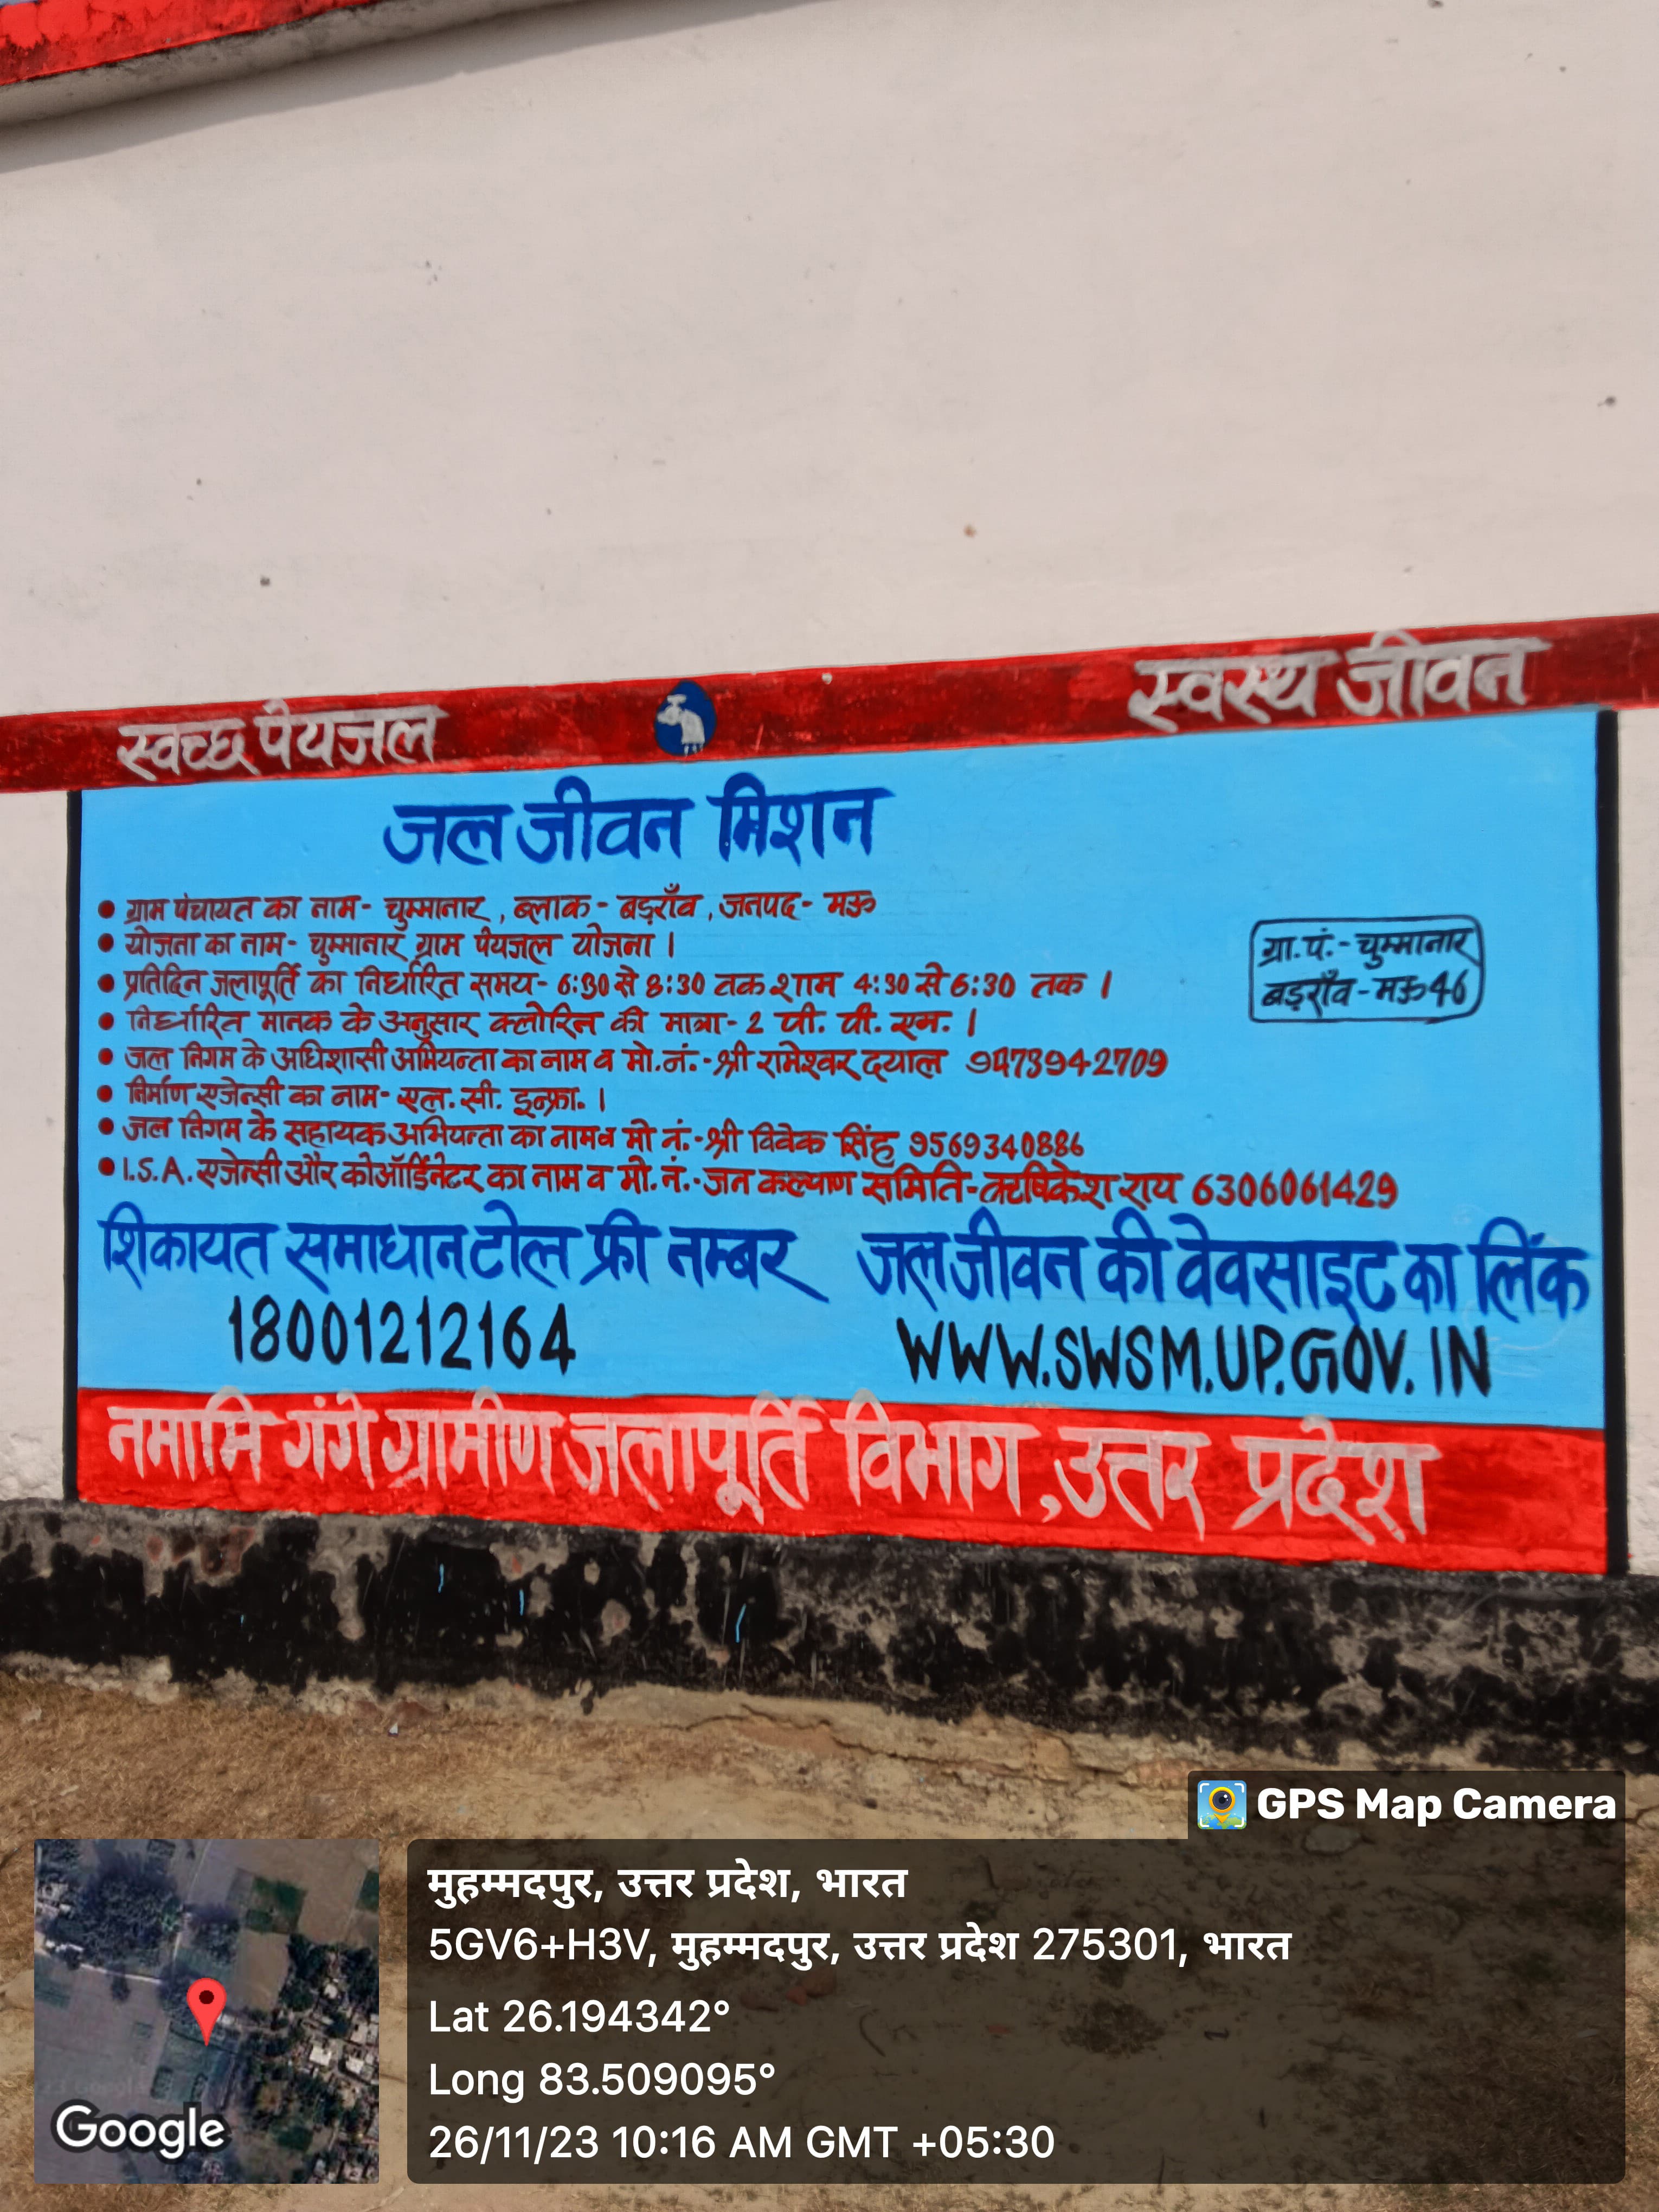 स्वच्छ पेयजल स्वस्थ जीवन
जल जीवन मिशन
• ग्राम पंचायत का नाम- चुम्मानार, ब्लाक - बड़राँव, जनपद- मऊ
• योजना का नाम- चुम्मानार ग्राम पेयजल योजना।
• प्रतिदिन जलापूर्ति का निर्धारित समय- 6:30 से 8:30 तक शाम 4:30 से 6:30 तक।
• निर्धारित मानक के अनुसार क्लोरिन की मात्रा- 2 पी. पी. एम.।
• जल निगम के अधिशासी अभियन्ता का नाम व मो.नं.-श्री रामेश्वर दयाल 9473942709
• निर्माण एजेन्सी का नाम- एल. सी. इन्फ्रा.।
• जल निगम के सहायक अभियन्ता का नाम व मो नं.-श्री विवेक सिंह 9569340886
• I.S.A. एजेन्सी और कोऑर्डिनेटर का नाम व मो.नं.-जन कल्याण समिति-ऋषिकेश राय 6306061429
ग्रा.पं.- चुम्मानार
बड़राँव - मऊ 46
शिकायत समाधान टोल फ्री नम्बर
18001212164
जल जीवन की वेवसाइट का लिंक
WWW.SWSM.UP.GOV.IN
नमामि गंगे ग्रामीण जलापूर्ति विभाग, उत्तर प्रदेश
GPS Map Camera
मुहम्मदपुर, उत्तर प्रदेश, भारत
5GV6+H3V, मुहम्मदपुर, उत्तर प्रदेश 275301, भारत
Lat 26.194342°
Long 83.509095°
26/11/23 10:16 AM GMT +05:30
Google